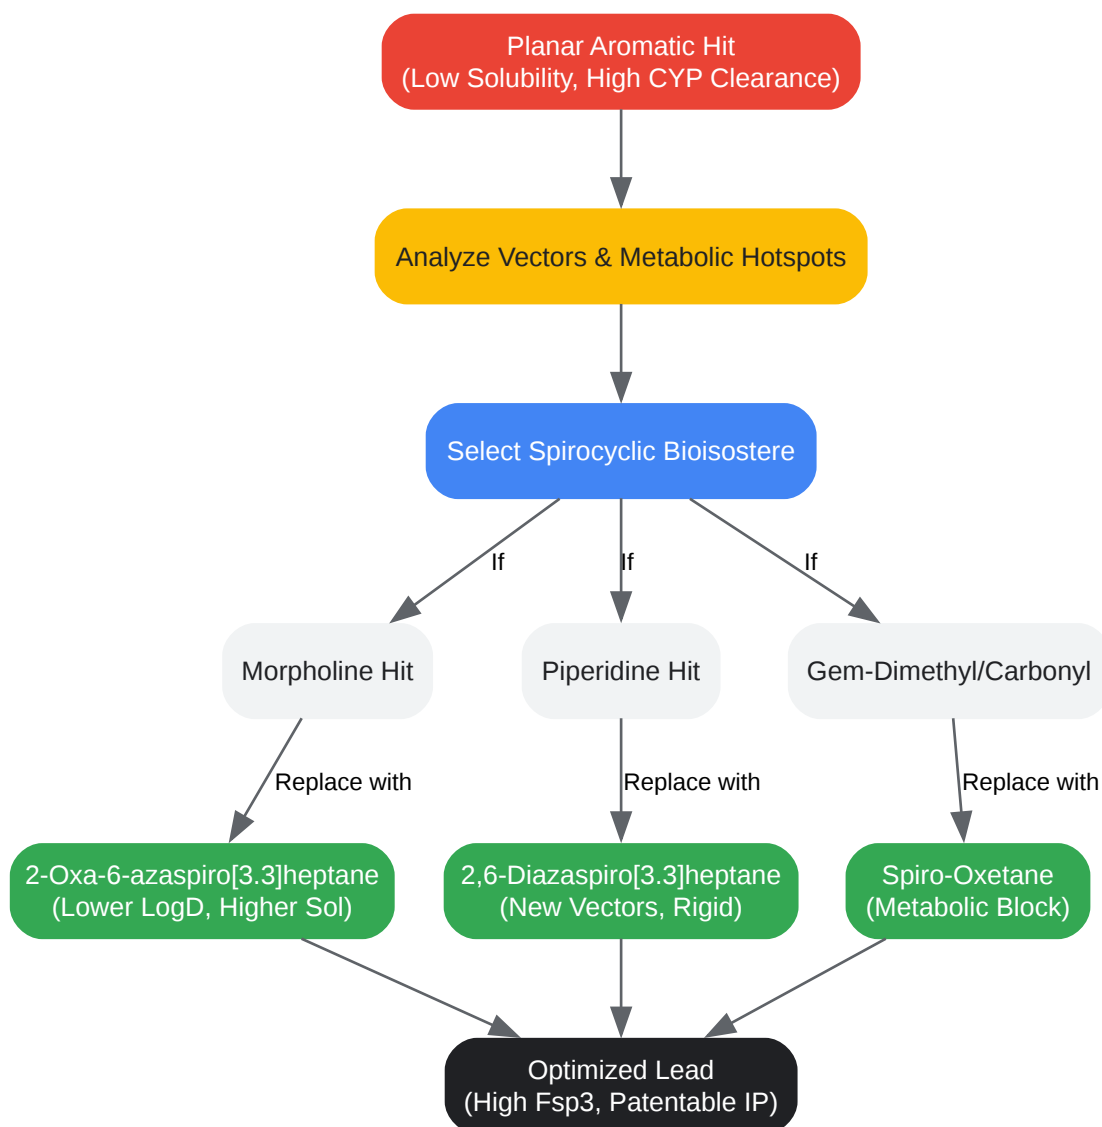 Planar Aromatic Hit
(Low Solubility, High CYP Clearance)
Analyze Vectors & Metabolic Hotspots
Select Spirocyclic Bioisostere
If
If
If
Morpholine Hit
Piperidine Hit
Gem-Dimethyl/Carbonyl
Replace with
Replace with
Replace with
2-Oxa-6-azaspiro[3.3]heptane
(Lower LogD, Higher Sol)
2,6-Diazaspiro[3.3]heptane
(New Vectors, Rigid)
Spiro-Oxetane
(Metabolic Block)
Optimized Lead
(High Fsp3, Patentable IP)